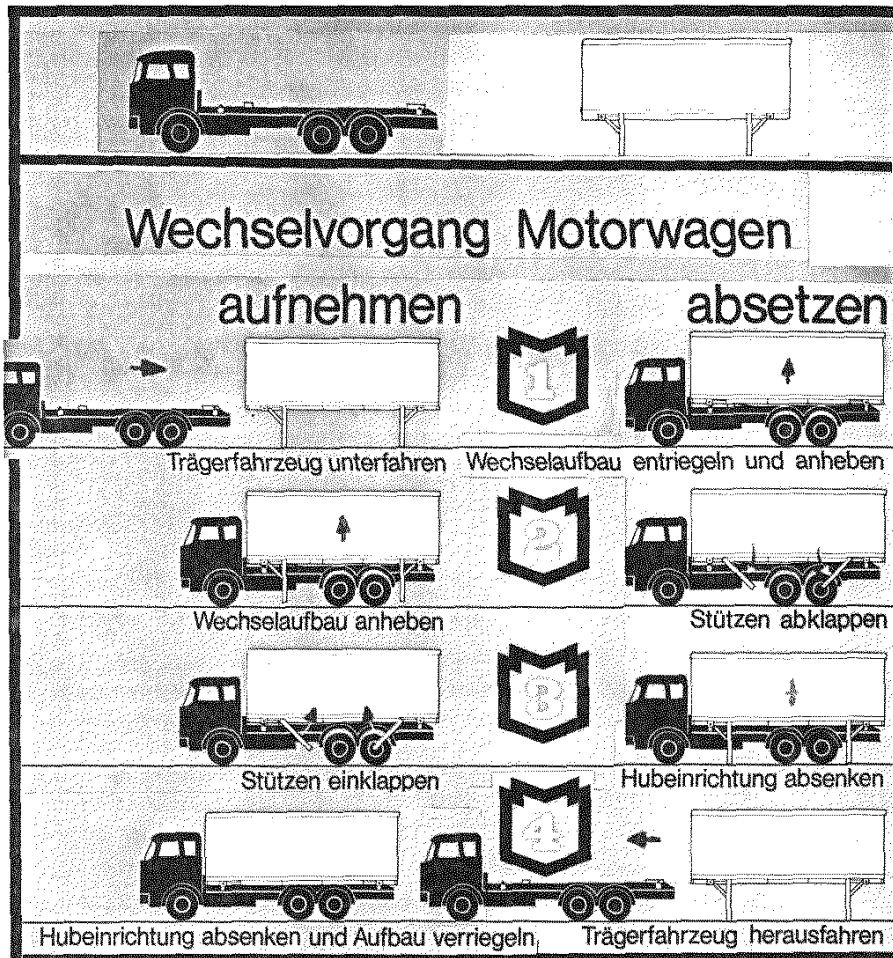 Wechselvorgang Motorwagen
aufnehmen absetzen
1
Trägerfahrzeug unterfahren Wechselaufbau entriegeln und anheben
2
Wechselaufbau anheben Stützen abklappen
3
Stützen einklappen Hubeinrichtung absenken
4
Hubeinrichtung absenken und Aufbau verriegeln Trägerfahrzeug herausfahren